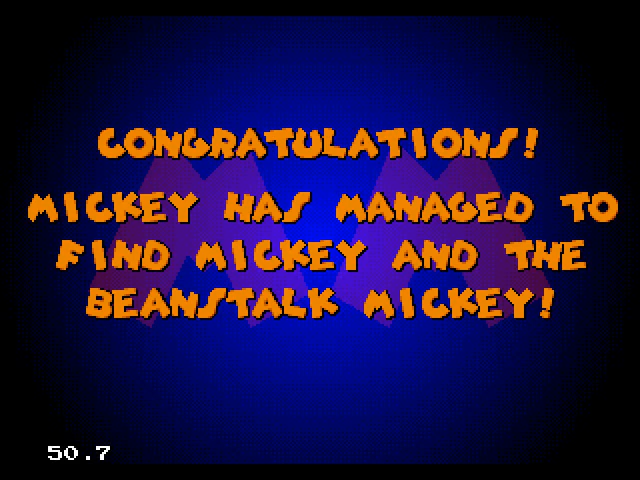 CONGRATULATIONS!
MICKEY HAS MANAGED TO
FIND MICKEY AND THE
BEANSTALK MICKEY!
50.7